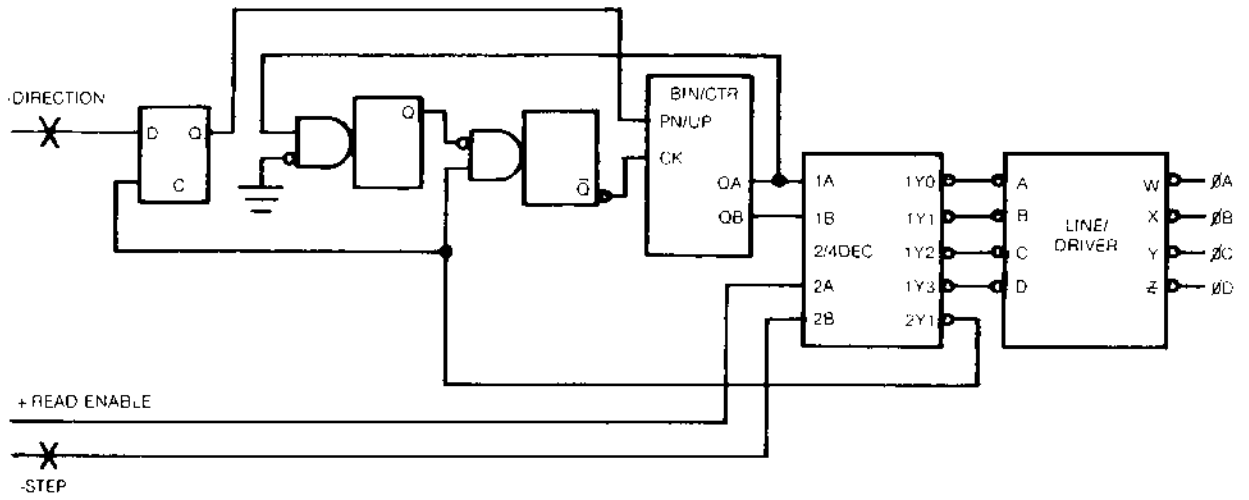 -DIRECTION
D Q
C
Q
Q
BIN/CTR
PN/UP
CK
QA
QB
1A 1Y0
1B 1Y1
2/4DEC 1Y2
2A 1Y3
2B 2Y1
A W
B X
C Y
D Z
LINE/
DRIVER
ØA
ØB
ØC
ØD
+ READ ENABLE
-STEP